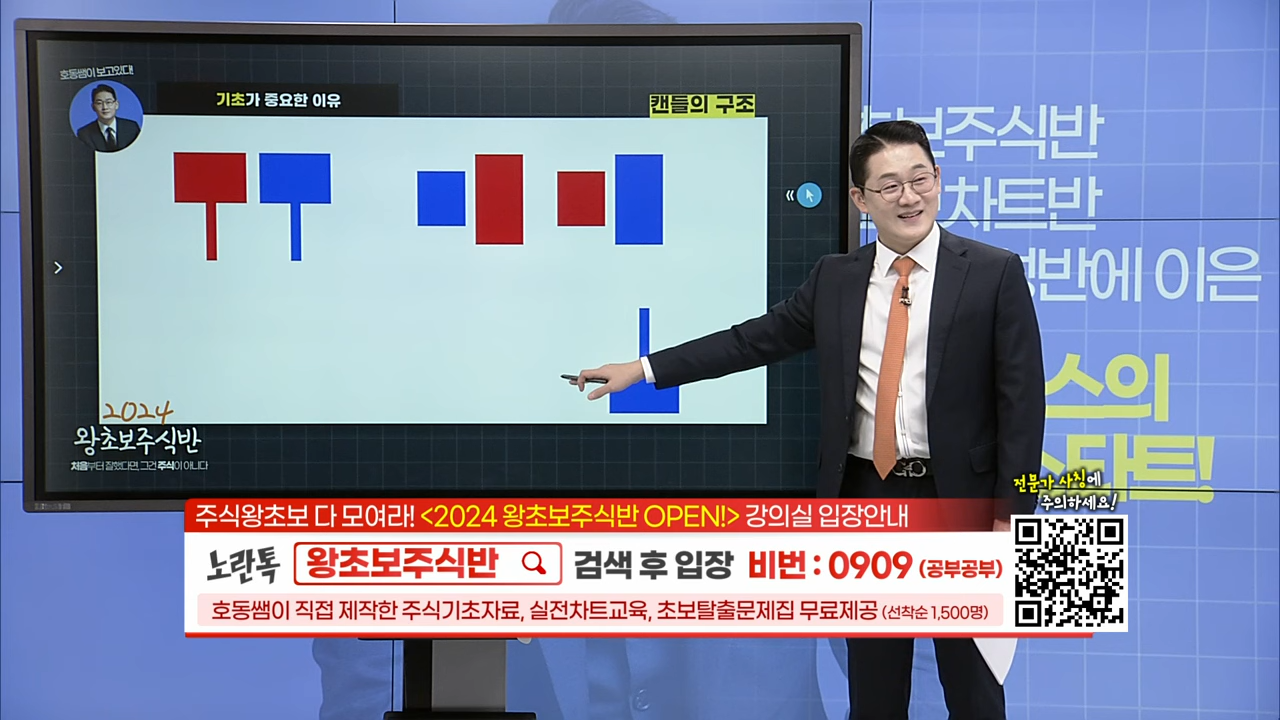 호동쌤이 보고있다!
기초가 중요한 이유
캔들의 구조
초보주식반
차트반
성반에 이은
스의
스타트!
2024
왕초보주식반
처음부터 잘했다면, 그건 주식이 아니다
전문가 사칭에
주의하세요!
주식왕초보 다 모여라! <2024 왕초보주식반 OPEN!> 강의실 입장안내
노란톡 왕초보주식반 검색 후 입장 비번 : 0909 (공부공부)
호동쌤이 직접 제작한 주식기초자료, 실전차트교육, 초보탈출문제집 무료제공 (선착순 1,500명)